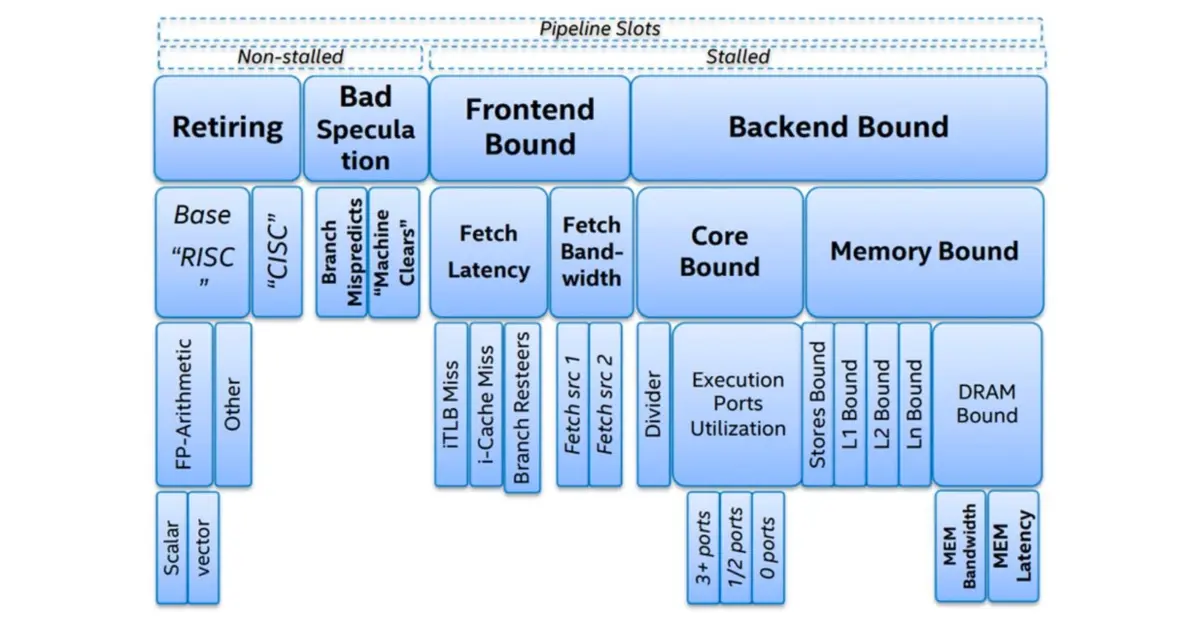 Pipeline Slots
Non-stalled
Stalled
Retiring
Bad
Specula
tion
Frontend
Bound
Backend Bound
Base
“RISC
”
“CISC”
Branch
Mispredicts
“Machine
Clears”
Fetch
Latency
Fetch
Band-
width
Core
Bound
Memory Bound
FP-Arithmetic
Other
iTLB Miss
i-Cache Miss
Branch Resteers
Fetch src 1
Fetch src 2
Divider
Execution
Ports
Utilization
Stores Bound
L1 Bound
L2 Bound
Ln Bound
DRAM
Bound
Scalar
vector
3+ ports
1/2 ports
0 ports
MEM
Bandwidth
MEM
Latency